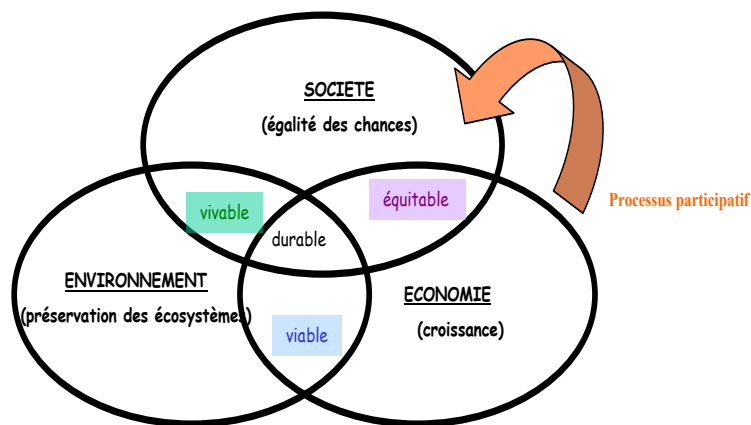 SOCIETE
(égalité des chances)
vivable
équitable
Processus participatif
durable
ENVIRONNEMENT
(préservation des écosystèmes)
ECONOMIE
(croissance)
viable